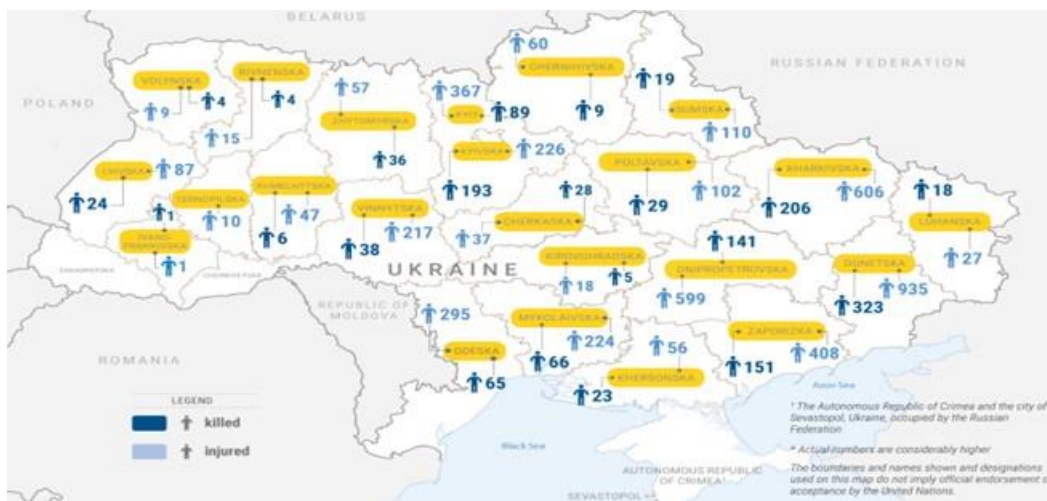 BELARUS
60
CHERNIHIVSKA
RUSSIAN FEDERATION
POLAND
VOLYNSKA
RIVNENSKA
57
367
19
9
4
4
KYIV
89
9
SUMSKA
15
ZHYTOMYRSKA
110
36
KYIVSKA
226
POLTAVSKA
KHARKIVSKA
LVIVSKA
87
KHMELNYTSKA
193
28
102
606
18
24
TERNOPILSKA
47
VINNYTSKA
29
206
1
10
CHERKASKA
LUHANSKA
IVANO-
FRANKIVSKA
6
38
217
37
141
27
1
UKRAINE
KIROVOHRADSKA
5
DNIPROPETROVSKA
DONETSKA
18
599
935
323
REPUBLIC OF
MOLDOVA
295
MYKOLAIVSKA
224
56
ZAPORIZKA
408
ODESKA
66
151
ROMANIA
65
KHERSONSKA
23
Azov Sea
LEGEND
killed
injured
Black Sea
¹ The Autonomous Republic of Crimea and the city of
Sevastopol, Ukraine, occupied by the Russian
Federation
* Actual numbers are considerably higher
The boundaries and names shown and designations
used on this map do not imply official endorsement o
acceptance by the United Nations.
AUTONOMOUS REPUBLIC
OF CRIMEA¹
SEVASTOPOL